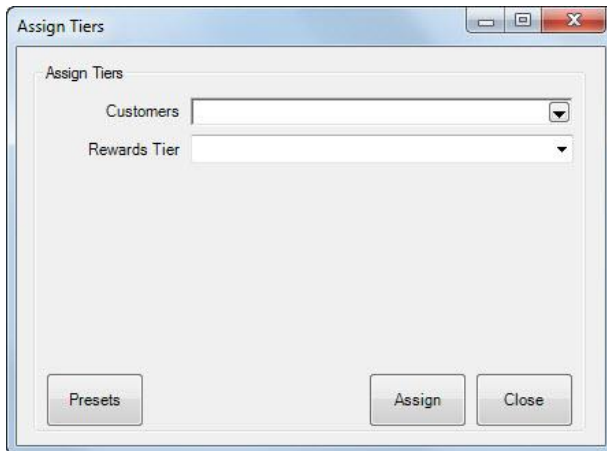 Assign Tiers
Assign Tiers
Customers
Rewards Tier
Presets Assign Close